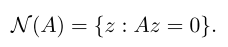 𝒩(A) = {z : Az = 0}.